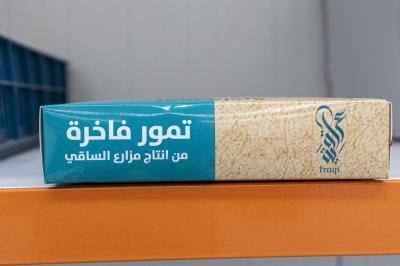 تمور فاخرة
من انتاج مزارع الساقي
Iraqi